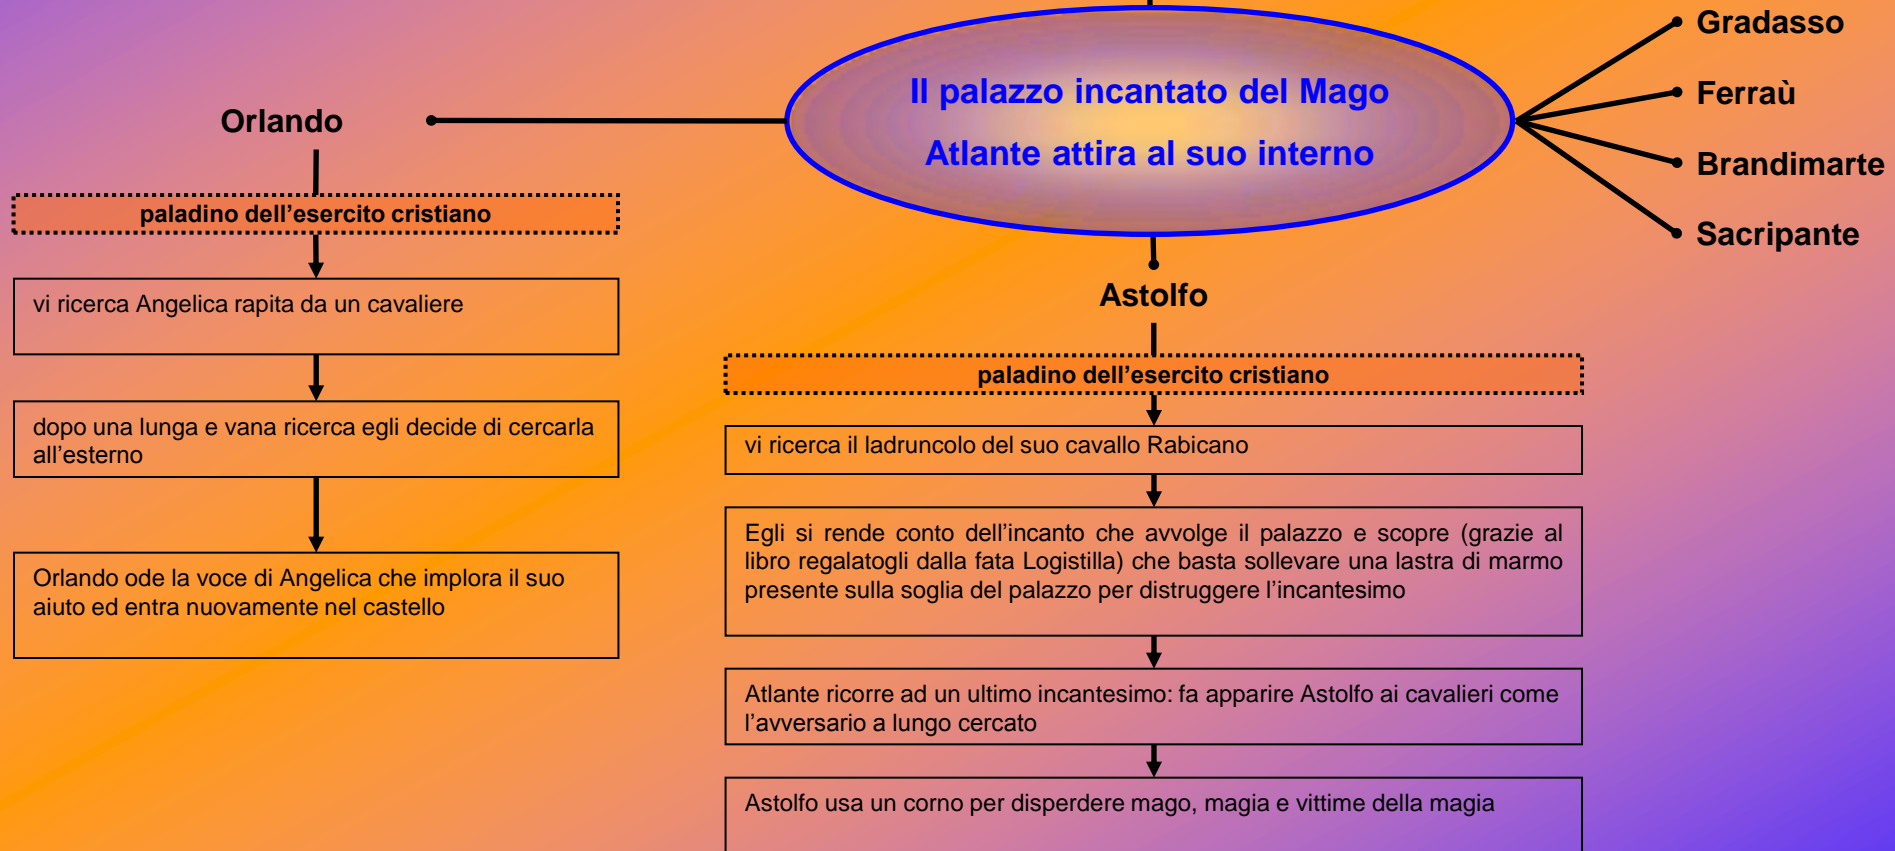 Il palazzo incantato del Mago
Atlante attira al suo interno
Gradasso
Ferraù
Brandimarte
Sacripante
Orlando
paladino dell’esercito cristiano
vi ricerca Angelica rapita da un cavaliere
dopo una lunga e vana ricerca egli decide di cercarla
all’esterno
Orlando ode la voce di Angelica che implora il suo
aiuto ed entra nuovamente nel castello
Astolfo
paladino dell’esercito cristiano
vi ricerca il ladruncolo del suo cavallo Rabicano
Egli si rende conto dell’incanto che avvolge il palazzo e scopre (grazie al
libro regalatogli dalla fata Logistilla) che basta sollevare una lastra di marmo
presente sulla soglia del palazzo per distruggere l’incantesimo
Atlante ricorre ad un ultimo incantesimo: fa apparire Astolfo ai cavalieri come
l’avversario a lungo cercato
Astolfo usa un corno per disperdere mago, magia e vittime della magia